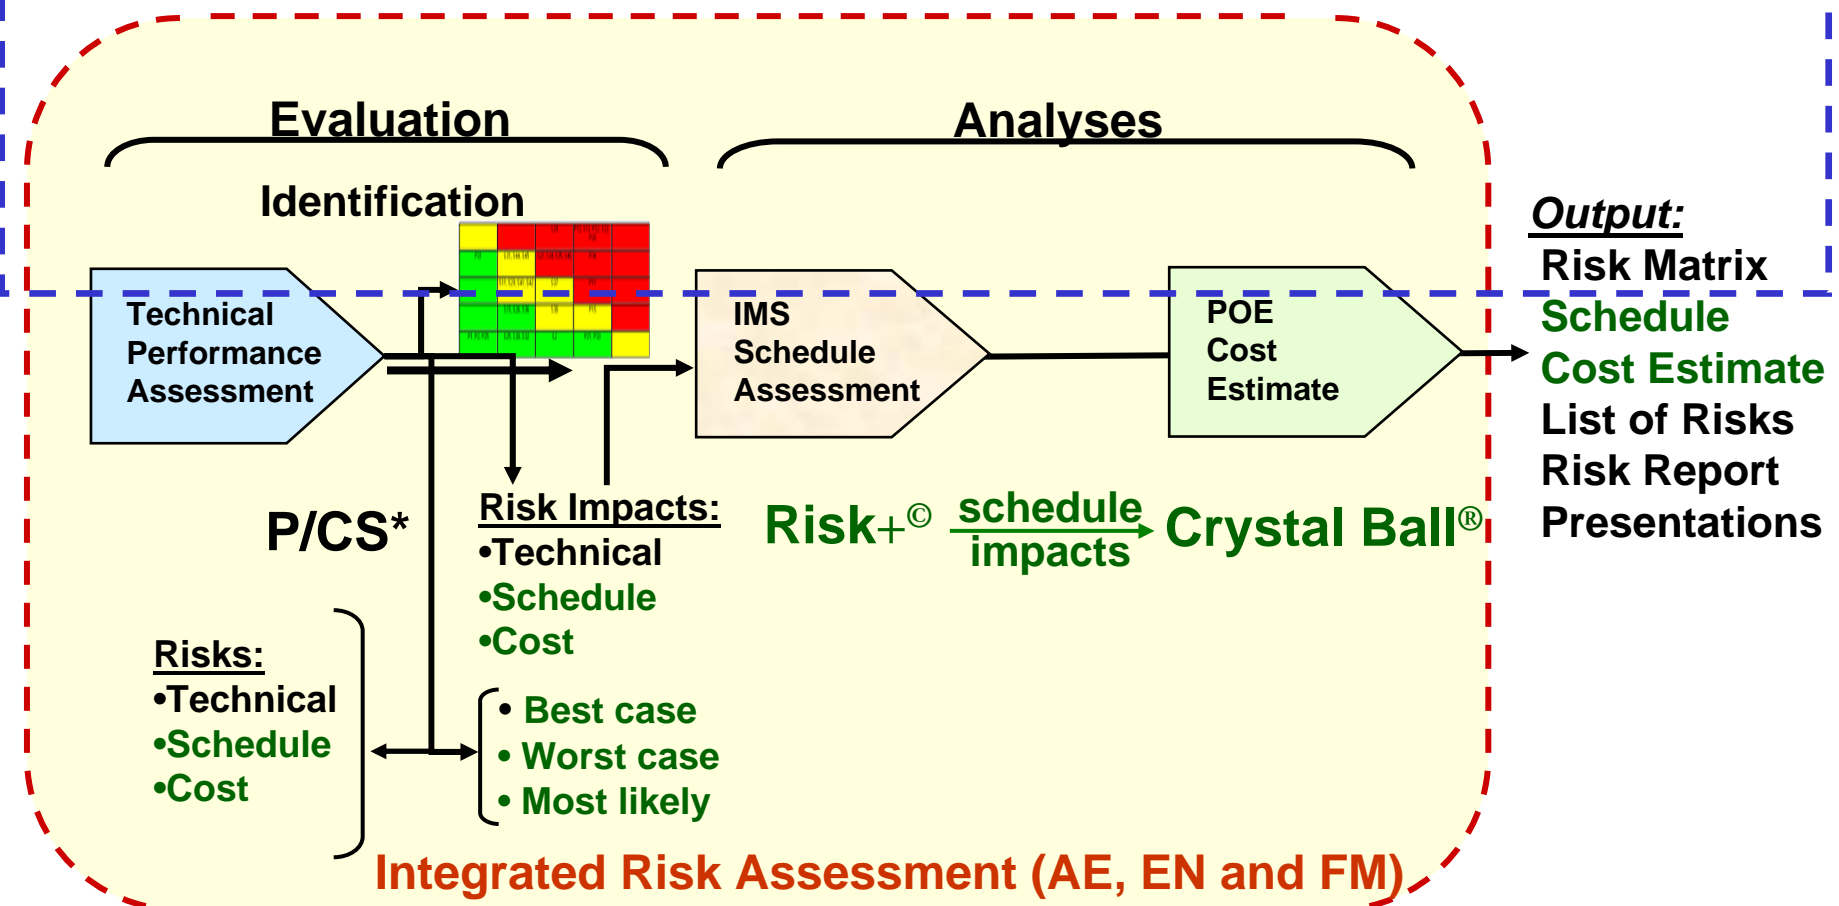 Evaluation
Analyses
Identification
Technical
Performance
Assessment
IMS
Schedule
Assessment
POE
Cost
Estimate
Output:
Risk Matrix
Schedule
Cost Estimate
List of Risks
Risk Report
Presentations
P/CS*
Risk Impacts:
•Technical
•Schedule
•Cost
Risk+© schedule impacts Crystal Ball®
Risks:
•Technical
•Schedule
•Cost
• Best case
• Worst case
• Most likely
Integrated Risk Assessment (AE, EN and FM)